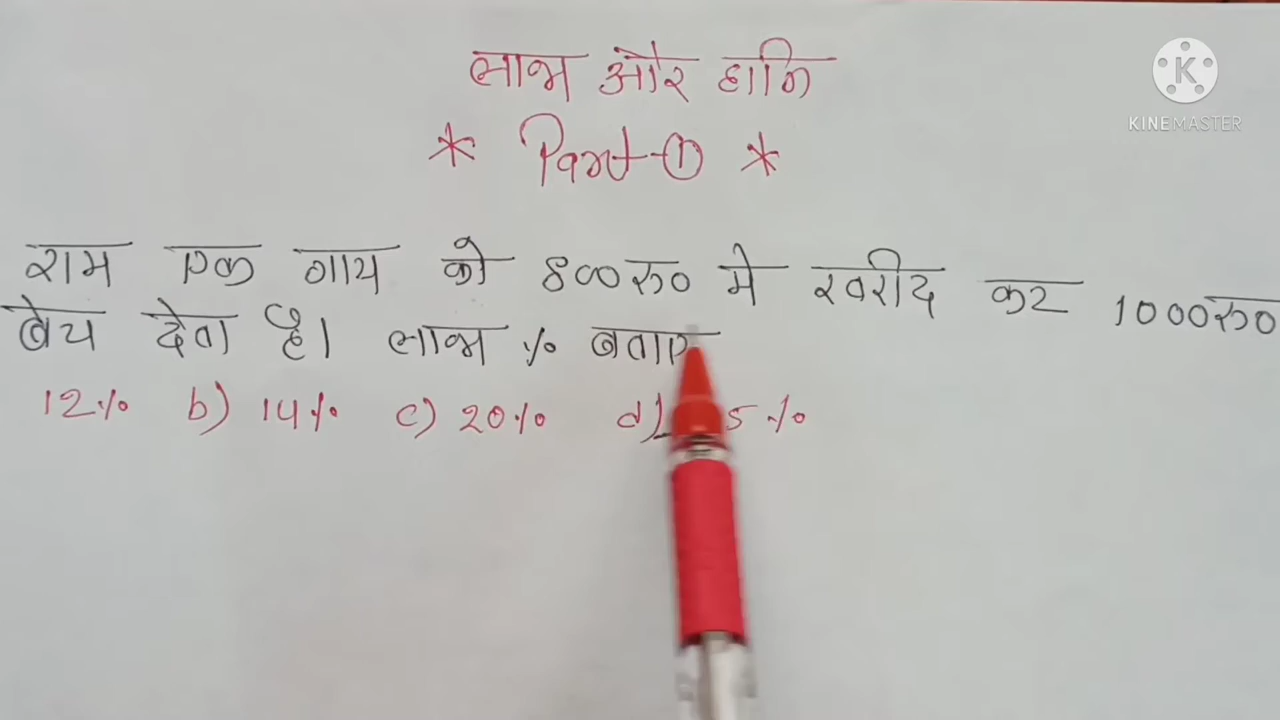 लाभ और हानि
* Part-① *
राम एक गाय को 800रु० मे खरीद कर 1000रु०
बेच देता है। लाभ % बताए
12% b) 14% c) 20% d) 5%
KINEMASTER